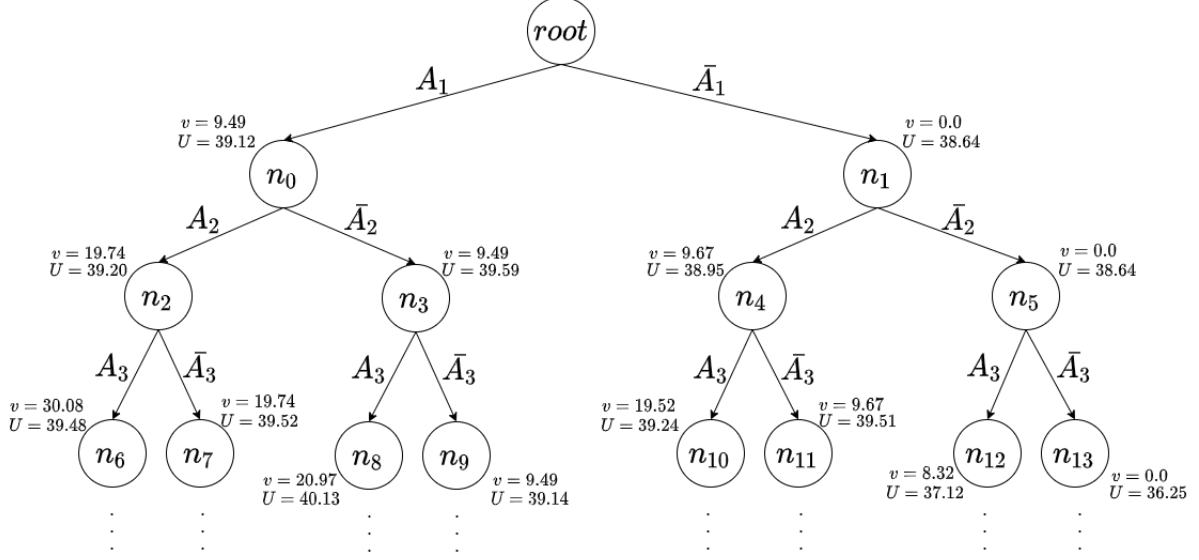 root
A₁
Ā₁
v = 9.49
U = 39.12
v = 0.0
U = 38.64
n₀
n₁
A₂
Ā₂
A₂
Ā₂
v = 19.74
U = 39.20
v = 9.49
U = 39.59
v = 9.67
U = 38.95
v = 0.0
U = 38.64
n₂
n₃
n₄
n₅
A₃
Ā₃
A₃
Ā₃
A₃
Ā₃
A₃
Ā₃
v = 30.08
U = 39.48
v = 19.74
U = 39.52
v = 19.52
U = 39.24
v = 9.67
U = 39.51
n₆
n₇
n₈
n₉
n₁₀
n₁₁
n₁₂
n₁₃
v = 20.97
U = 40.13
v = 9.49
U = 39.14
v = 8.32
U = 37.12
v = 0.0
U = 36.25